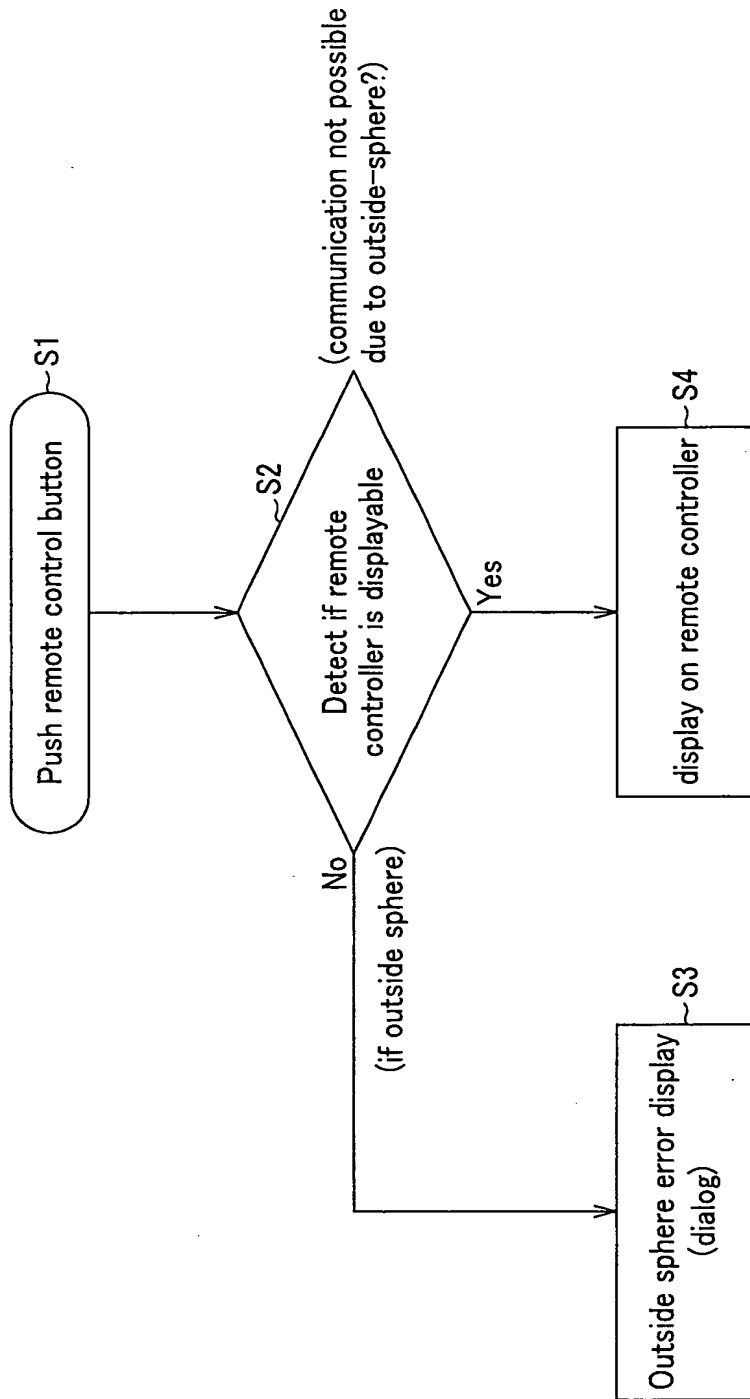 Push remote control button
~S1
S2
Detect if remote
controller is displayable
(communication not possible
due to outside-sphere?)
No
(if outside sphere)
Yes
Outside sphere error display
(dialog)
~S3
display on remote controller
~S4